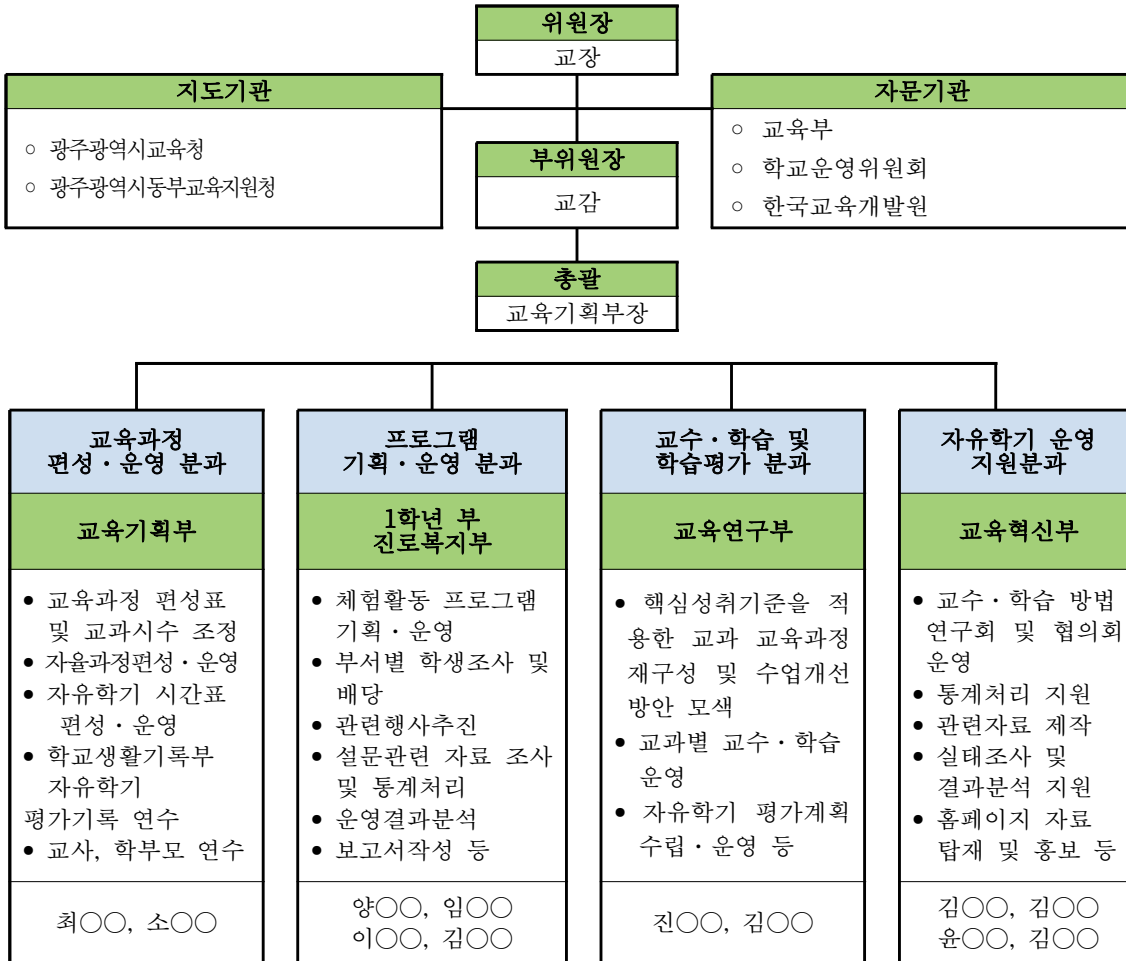 위원장
교장
지도기관
○ 광주광역시교육청
○ 광주광역시동부교육지원청
자문기관
○ 교육부
○ 학교운영위원회
○ 한국교육개발원
부위원장
교감
총괄
교육기획부장
교육과정
편성・운영 분과
교육기획부
• 교육과정 편성표
및 교과시수 조정
• 자율과정편성・운영
• 자유학기 시간표
편성・운영
• 학교생활기록부
자유학기
평가기록 연수
• 교사, 학부모 연수
최○○, 소○○
프로그램
기획・운영 분과
1학년 부
진로복지부
• 체험활동 프로그램
기획・운영
• 부서별 학생조사 및
배당
• 관련행사추진
• 설문관련 자료 조사
및 통계처리
• 운영결과분석
• 보고서작성 등
양○○, 임○○
이○○, 김○○
교수・학습 및
학습평가 분과
교육연구부
• 핵심성취기준을 적
용한 교과 교육과정
재구성 및 수업개선
방안 모색
• 교과별 교수・학습
운영
• 자유학기 평가계획
수립・운영 등
진○○, 김○○
자유학기 운영
지원분과
교육혁신부
• 교수・학습 방법
연구회 및 협의회
운영
• 통계처리 지원
• 관련자료 제작
• 실태조사 및
결과분석 지원
• 홈페이지 자료
탑재 및 홍보 등
김○○, 김○○
윤○○, 김○○